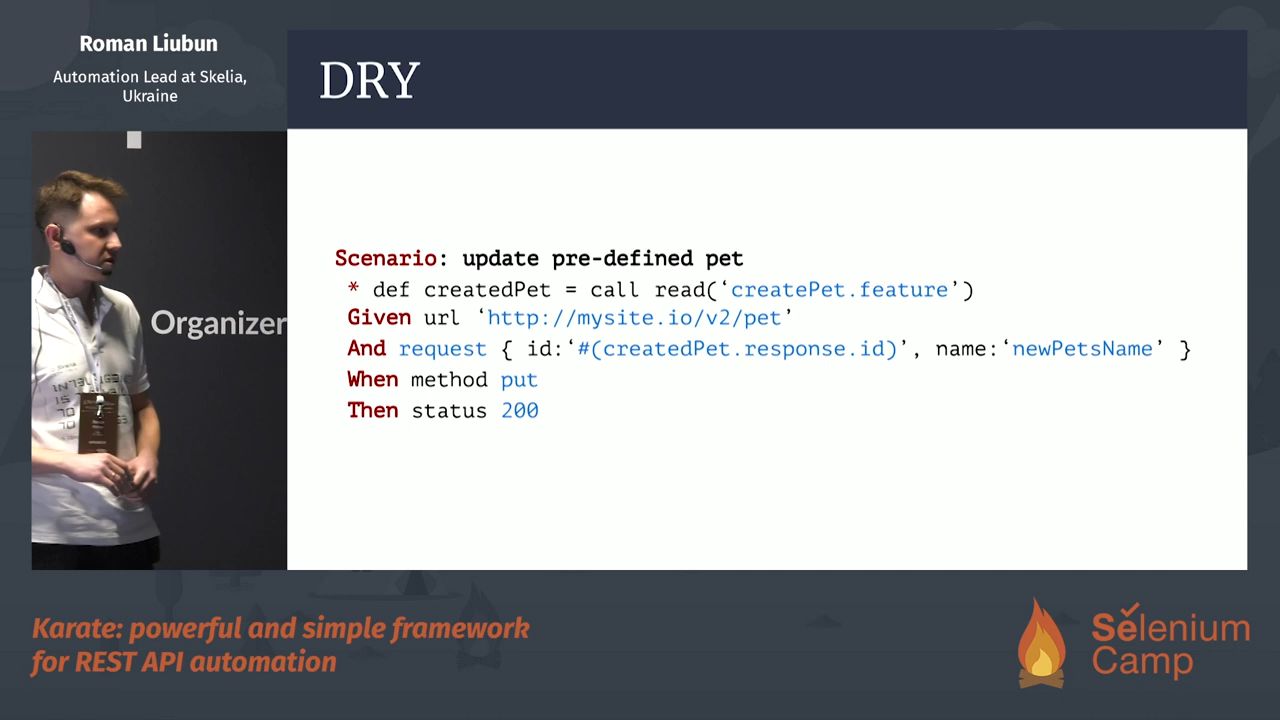 Roman Liubun
Automation Lead at Skelia,
Ukraine
DRY
Scenario: update pre-defined pet
* def createdPet = call read(‘createPet.feature’)
Given url ‘http://mysite.io/v2/pet’
And request { id:‘#(createdPet.response.id)’, name:‘newPetsName’ }
When method put
Then status 200
Organizer
Karate: powerful and simple framework
for REST API automation
Selenium
Camp